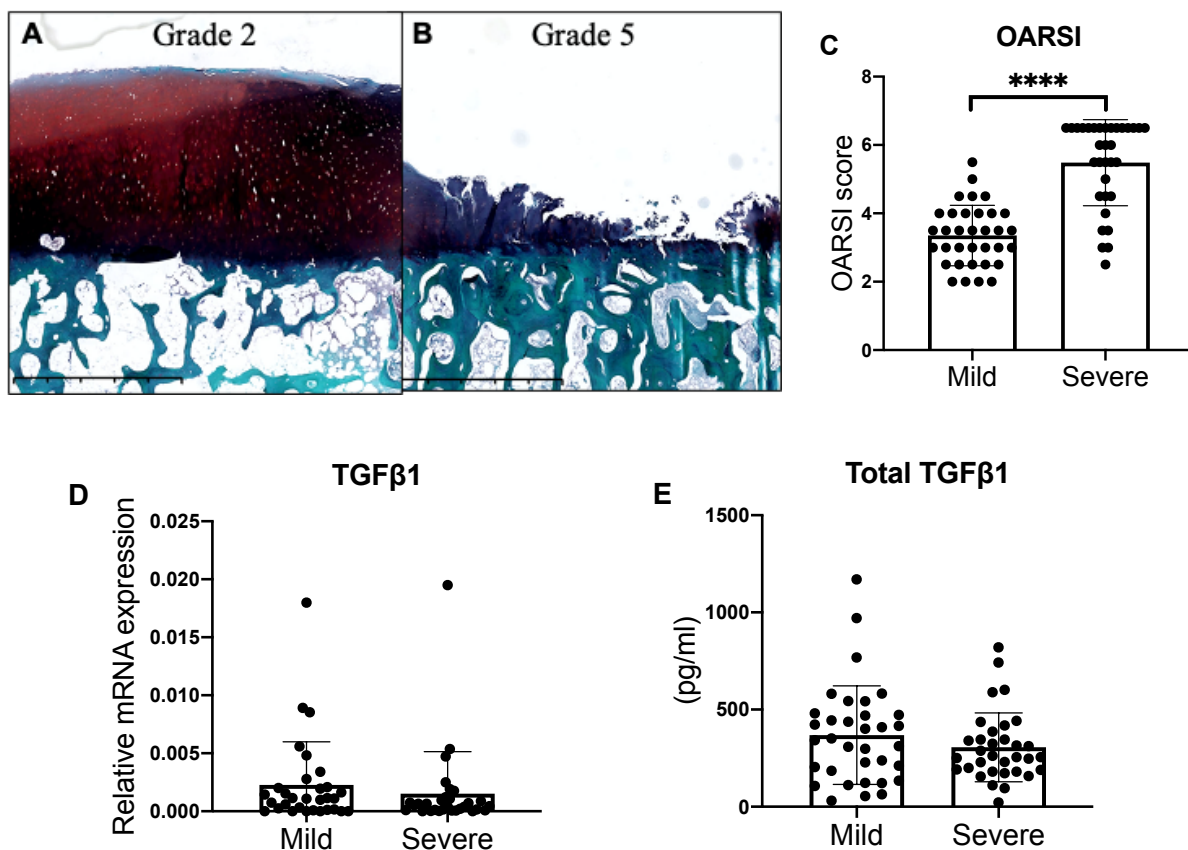 A Grade 2
B Grade 5
C OARSI
****
OARSI score
8
6
4
2
0
Mild Severe
D TGFβ1
Relative mRNA expression
0.025
0.020
0.015
0.010
0.005
0.000
Mild Severe
E Total TGFβ1
(pg/ml)
1500
1000
500
0
Mild Severe